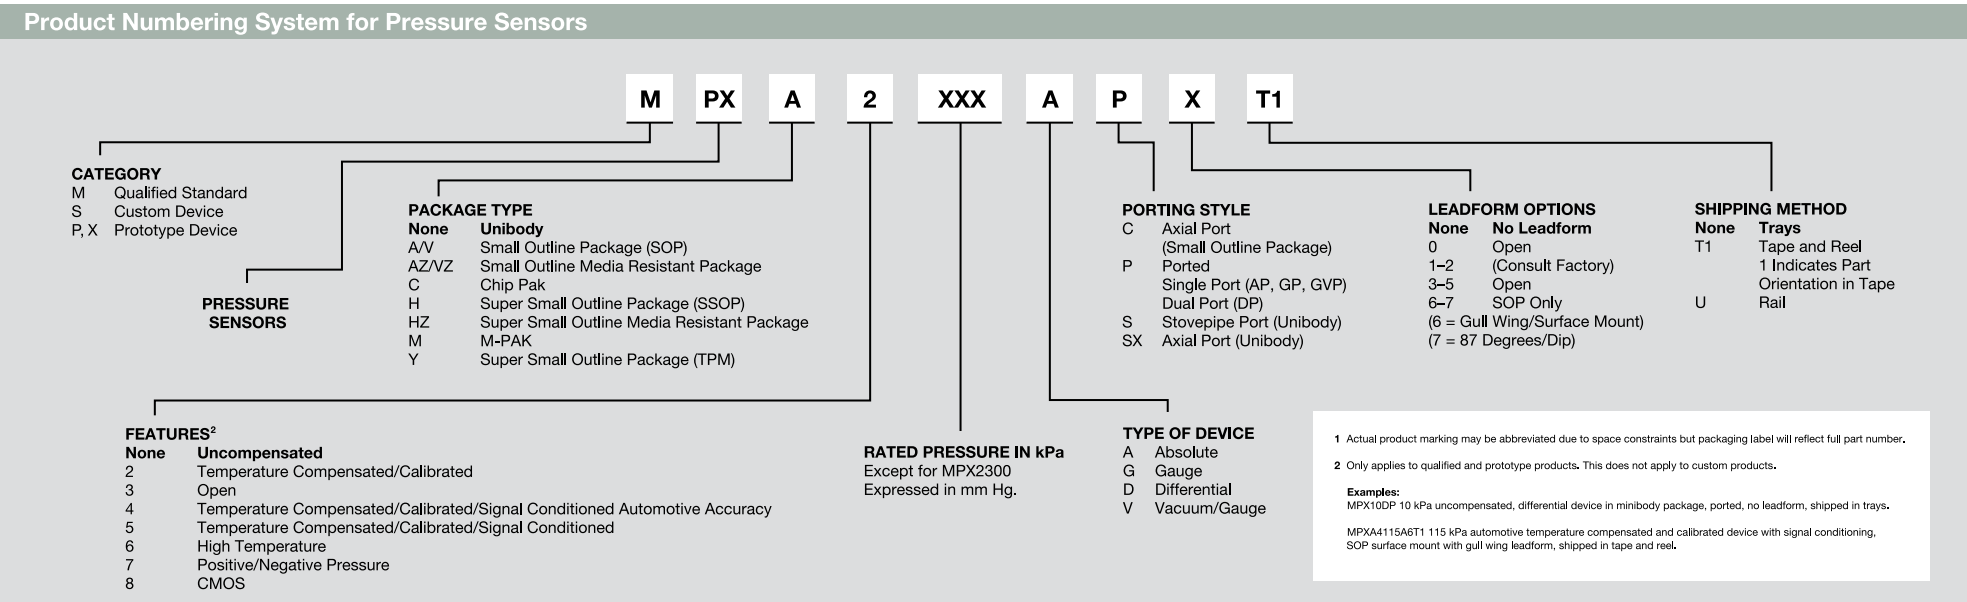 Product Numbering System for Pressure Sensors
M PX A 2 XXX A P X T1
CATEGORY
M Qualified Standard
S Custom Device
P, X Prototype Device
PRESSURE
SENSORS
PACKAGE TYPE
None Unibody
A/V Small Outline Package (SOP)
AZ/VZ Small Outline Media Resistant Package
C Chip Pak
H Super Small Outline Package (SSOP)
HZ Super Small Outline Media Resistant Package
M M-PAK
Y Super Small Outline Package (TPM)
PORTING STYLE
C Axial Port
(Small Outline Package)
P Ported
Single Port (AP, GP, GVP)
Dual Port (DP)
S Stovepipe Port (Unibody)
SX Axial Port (Unibody)
LEADFORM OPTIONS
None No Leadform
0 Open
1–2 (Consult Factory)
3–5 Open
6–7 SOP Only
(6 = Gull Wing/Surface Mount)
(7 = 87 Degrees/Dip)
SHIPPING METHOD
None Trays
T1 Tape and Reel
1 Indicates Part
Orientation in Tape
U Rail
FEATURES²
None Uncompensated
2 Temperature Compensated/Calibrated
3 Open
4 Temperature Compensated/Calibrated/Signal Conditioned Automotive Accuracy
5 Temperature Compensated/Calibrated/Signal Conditioned
6 High Temperature
7 Positive/Negative Pressure
8 CMOS
RATED PRESSURE IN kPa
Except for MPX2300
Expressed in mm Hg.
TYPE OF DEVICE
A Absolute
G Gauge
D Differential
V Vacuum/Gauge
1 Actual product marking may be abbreviated due to space constraints but packaging label will reflect full part number.
2 Only applies to qualified and prototype products. This does not apply to custom products.
Examples:
MPX10DP 10 kPa uncompensated, differential device in minibody package, ported, no leadform, shipped in trays.
MPXA4115A6T1 115 kPa automotive temperature compensated and calibrated device with signal conditioning,
SOP surface mount with gull wing leadform, shipped in tape and reel.